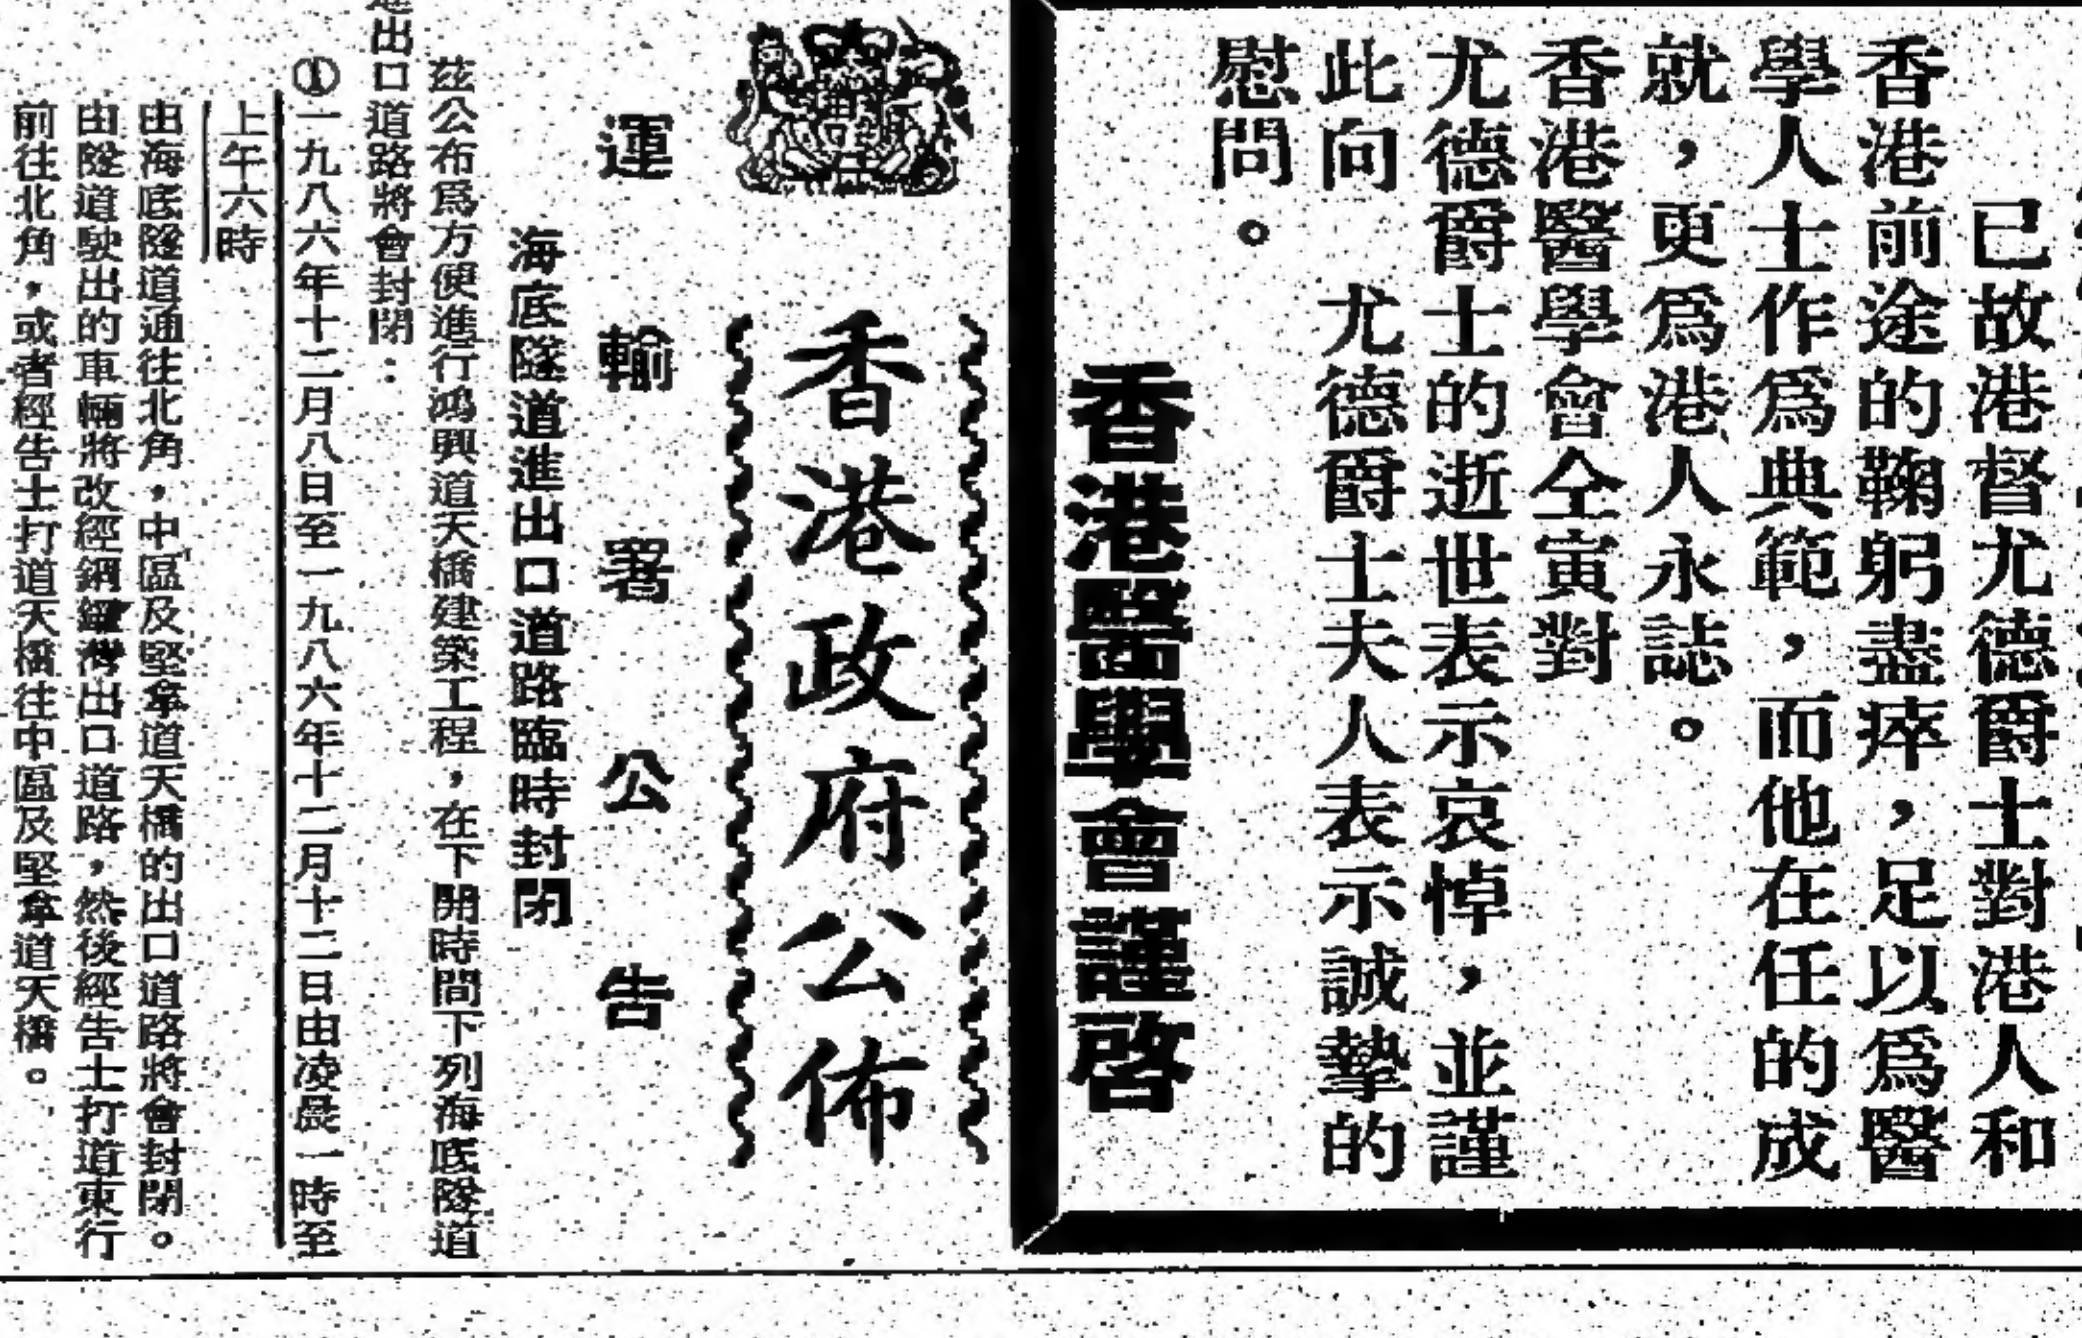 已故港督尤德爵士對港人和
香港前途的鞠躬盡瘁，足以爲醫
學人士作爲典範，而他在任的成
就，更爲港人永誌。
香港醫學會仝寅對
尤德爵士的逝世表示哀悼，並謹
此向　尤德爵士夫人表示誠摯的
慰問。
香港醫學會謹啓
香港政府公佈
運輸署公告
海底隧道進出口道路臨時封閉
茲公布爲方便進行鴻興道天橋建築工程，在下開時間下列海底隧道
進出口道路將會封閉：
①一九八六年十二月八日至一九八六年十二月十二日由凌晨一時至
上午六時
由海底隧道通往北角，中區及堅拿道天橋的出口道路將會封閉。
由隧道駛出的車輛將改經銅鑼灣出口道路，然後經告士打道東行
前往北角，或者經告士打道天橋往中區及堅拿道天橋。